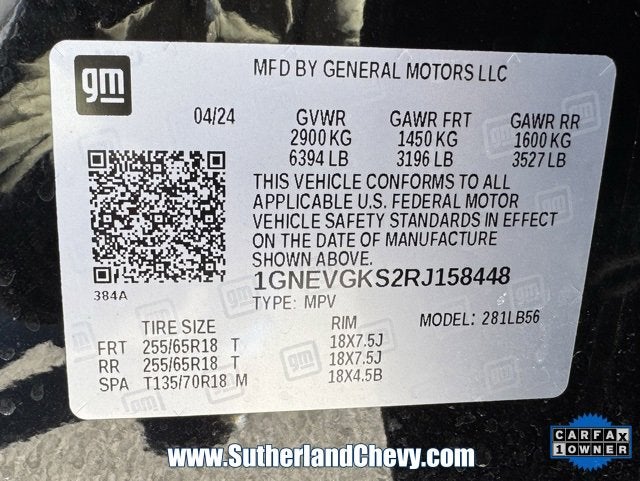 gm
MFD BY GENERAL MOTORS LLC
04/24 GVWR GAWR FRT GAWR RR
2900 KG 1450 KG 1600 KG
6394 LB 3196 LB 3527 LB
THIS VEHICLE CONFORMS TO ALL
APPLICABLE U.S. FEDERAL MOTOR
VEHICLE SAFETY STANDARDS IN EFFECT
ON THE DATE OF MANUFACTURE
SHOWN ABOVE.
384A
1GNEVGKS2RJ158448
TYPE: MPV MODEL: 281LB56
TIRE SIZE RIM
FRT 255/65R18 T 18X7.5J
RR 255/65R18 T 18X7.5J
SPA T135/70R18 M 18X4.5B
www.SutherlandChevy.com
CARFAX
1 OWNER